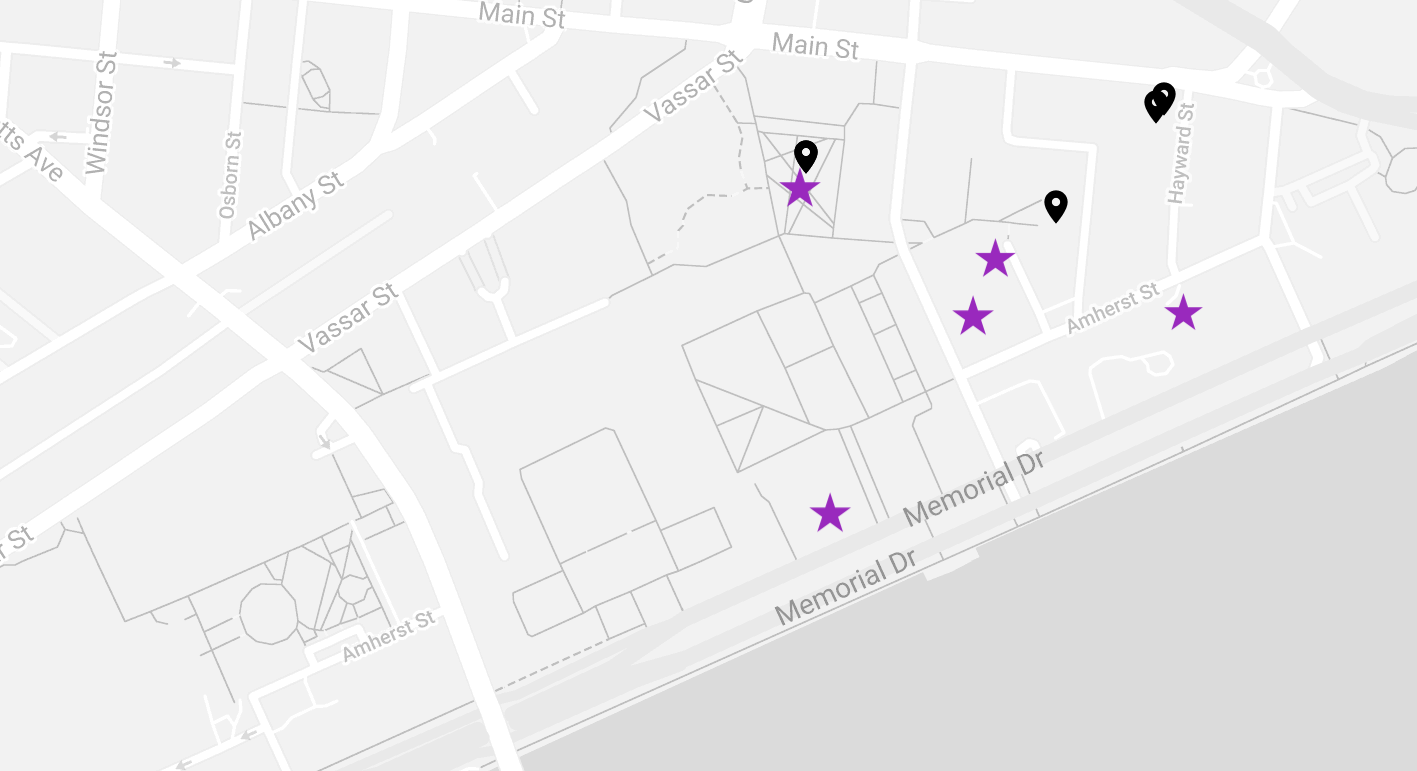 Main St
Main St
Vassar St
Windsor St
tts Ave
Osborn St
Albany St
Hayward St
Vassar St
Amherst St
Memorial Dr
r St
Memorial Dr
Amherst St